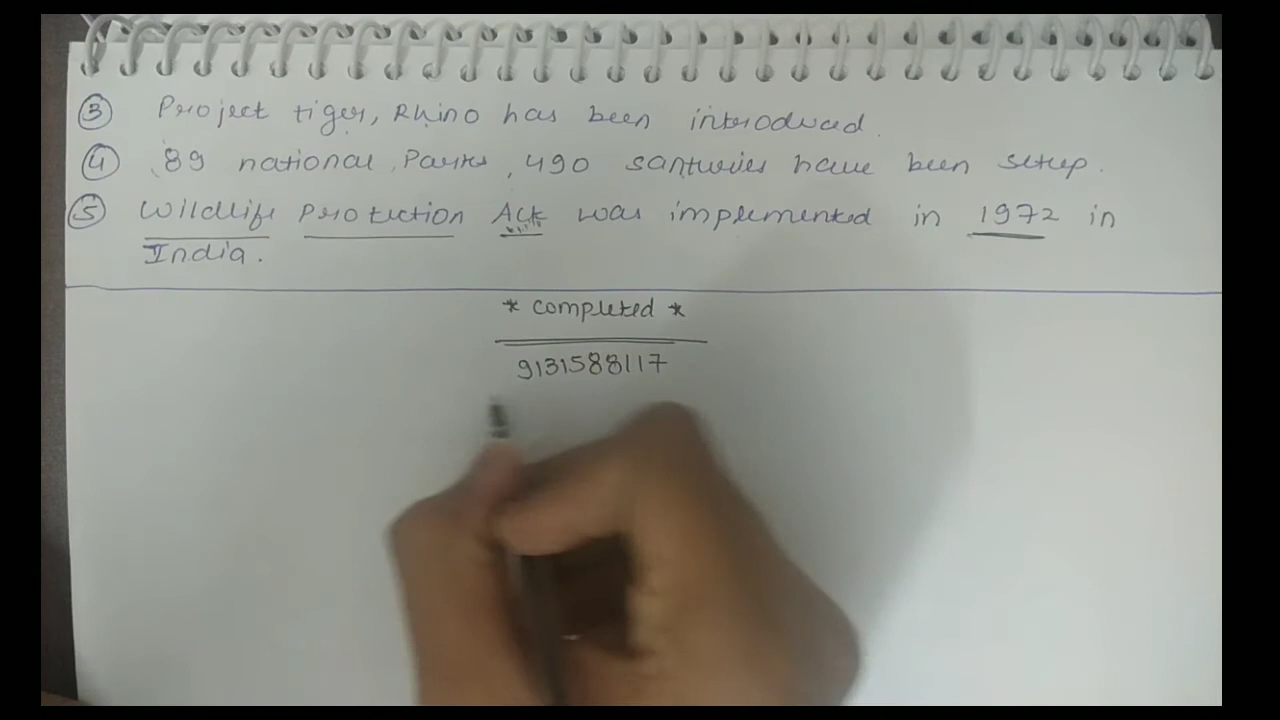 3 Project tiger, Rhino has been introduced.
4 89 national Parks, 490 santuries have been setup.
5 Wildlife Protection Act was implemented in 1972 in
India.
* completed *
9131588117